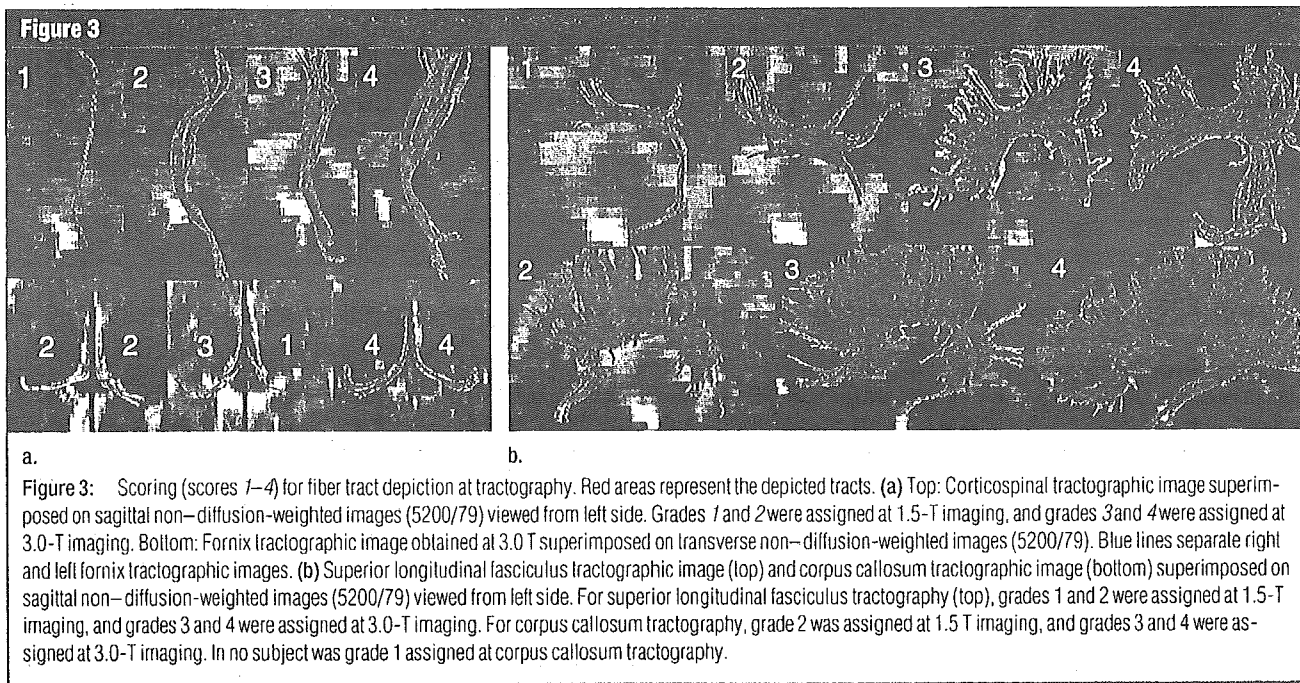 Figure 3
1 2 3 4
2 2 3 1 4 4
1 2 3 4
2 3 4
a. b.
Figure 3: Scoring (scores 1–4) for fiber tract depiction at tractography. Red areas represent the depicted tracts. (a) Top: Corticospinal tractographic image superim-
posed on sagittal non–diffusion-weighted images (5200/79) viewed from left side. Grades 1 and 2 were assigned at 1.5-T imaging, and grades 3 and 4 were assigned at
3.0-T imaging. Bottom: Fornix tractographic image obtained at 3.0 T superimposed on transverse non–diffusion-weighted images (5200/79). Blue lines separate right
and left fornix tractographic images. (b) Superior longitudinal fasciculus tractographic image (top) and corpus callosum tractographic image (bottom) superimposed on
sagittal non–diffusion-weighted images (5200/79) viewed from left side. For superior longitudinal fasciculus tractography (top), grades 1 and 2 were assigned at 1.5-T
imaging, and grades 3 and 4 were assigned at 3.0-T imaging. For corpus callosum tractography, grade 2 was assigned at 1.5 T imaging, and grades 3 and 4 were as-
signed at 3.0-T imaging. In no subject was grade 1 assigned at corpus callosum tractography.